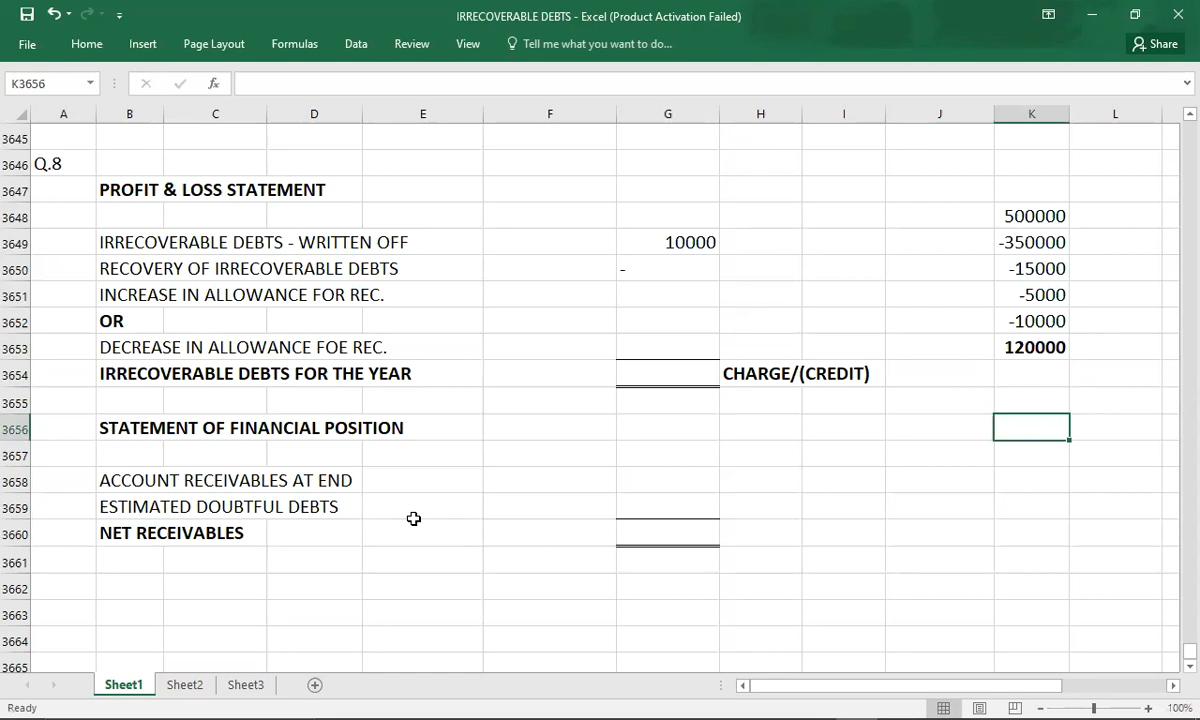 IRRECOVERABLE DEBTS - Excel (Product Activation Failed)
File Home Insert Page Layout Formulas Data Review View Tell me what you want to do... Share
K3656 fx
A B C D E F G H I J K L
3645
3646 Q.8
3647 PROFIT & LOSS STATEMENT
3648 500000
3649 IRRECOVERABLE DEBTS - WRITTEN OFF 10000 -350000
3650 RECOVERY OF IRRECOVERABLE DEBTS - -15000
3651 INCREASE IN ALLOWANCE FOR REC. -5000
3652 OR -10000
3653 DECREASE IN ALLOWANCE FOE REC. 120000
3654 IRRECOVERABLE DEBTS FOR THE YEAR CHARGE/(CREDIT)
3655
3656 STATEMENT OF FINANCIAL POSITION
3657
3658 ACCOUNT RECEIVABLES AT END
3659 ESTIMATED DOUBTFUL DEBTS
3660 NET RECEIVABLES
3661
3662
3663
3664
3665
Sheet1 Sheet2 Sheet3
Ready 100%